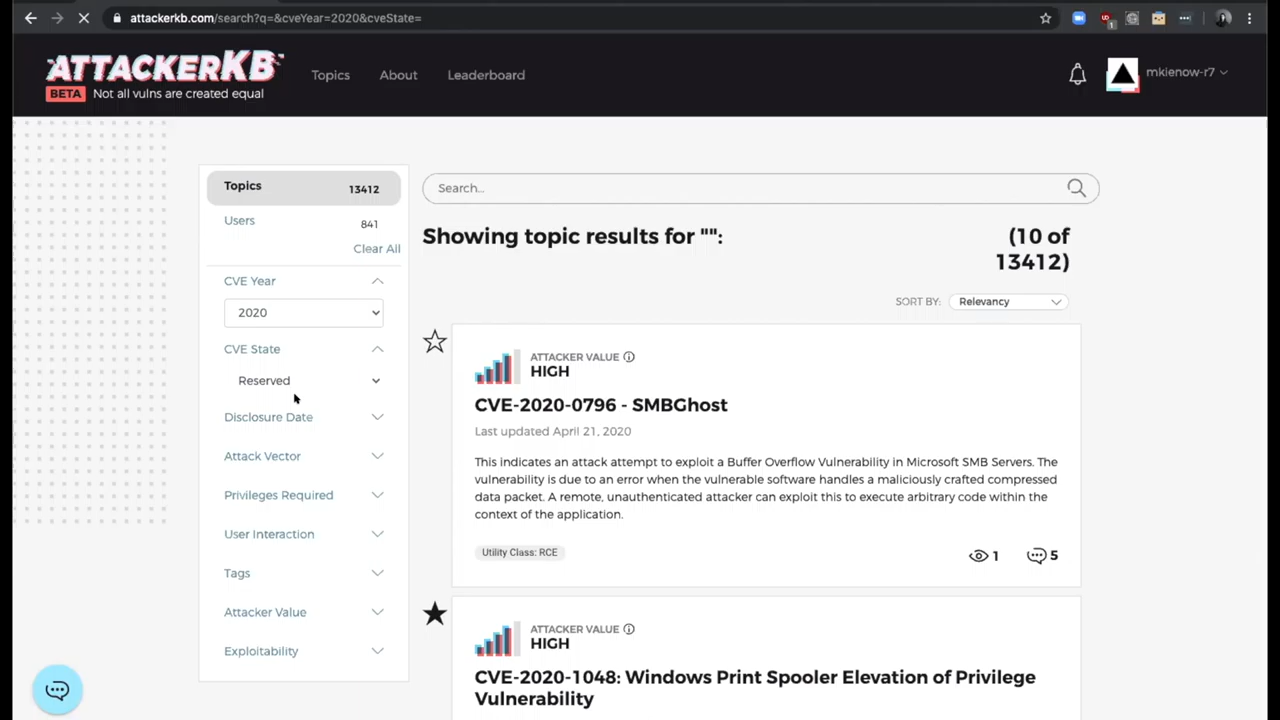 attackerkb.com/search?q=&cveYear=2020&cveState=
1
ATTACKERKB
BETA Not all vulns are created equal
Topics
About
Leaderboard
mkienow-r7
Topics 13412
Users 841
Clear All
CVE Year
2020
CVE State
Reserved
Disclosure Date
Attack Vector
Privileges Required
User Interaction
Tags
Attacker Value
Exploitability
Search...
Showing topic results for "":
(10 of
13412)
SORT BY: Relevancy
ATTACKER VALUE
HIGH
CVE-2020-0796 - SMBGhost
Last updated April 21, 2020
This indicates an attack attempt to exploit a Buffer Overflow Vulnerability in Microsoft SMB Servers. The
vulnerability is due to an error when the vulnerable software handles a maliciously crafted compressed
data packet. A remote, unauthenticated attacker can exploit this to execute arbitrary code within the
context of the application.
Utility Class: RCE
1
5
ATTACKER VALUE
HIGH
CVE-2020-1048: Windows Print Spooler Elevation of Privilege
Vulnerability